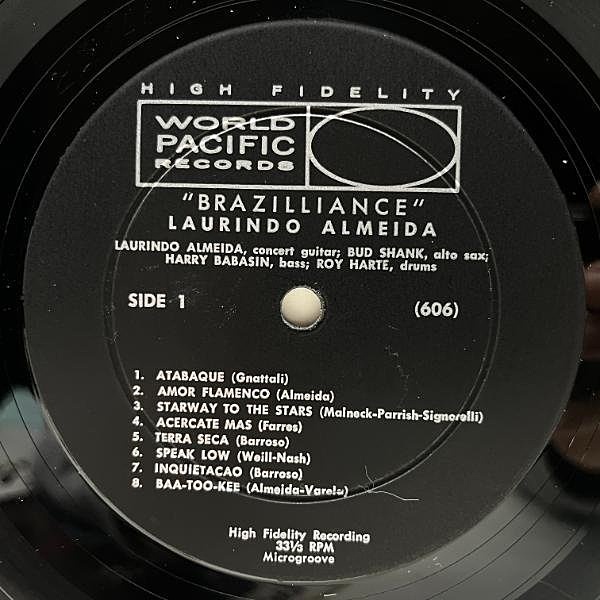 HIGH FIDELITY
WORLD
PACIFIC
RECORDS
"BRAZILLIANCE"
LAURINDO ALMEIDA
LAURINDO ALMEIDA, concert guitar; BUD SHANK, alto sax;
HARRY BABASIN, bass; ROY HARTE, drums
SIDE 1 (606)
1. ATABAQUE (Gnattali)
2. AMOR FLAMENCO (Almeida)
3. STARWAY TO THE STARS (Malneck-Parrish-Signorelli)
4. ACERCATE MAS (Farres)
5. TERRA SECA (Barroso)
6. SPEAK LOW (Weill-Nash)
7. INQUIETACAO (Barroso)
8. BAA-TOO-KEE (Almeida-Varela)
High Fidelity Recording
33⅓ RPM
Microgroove